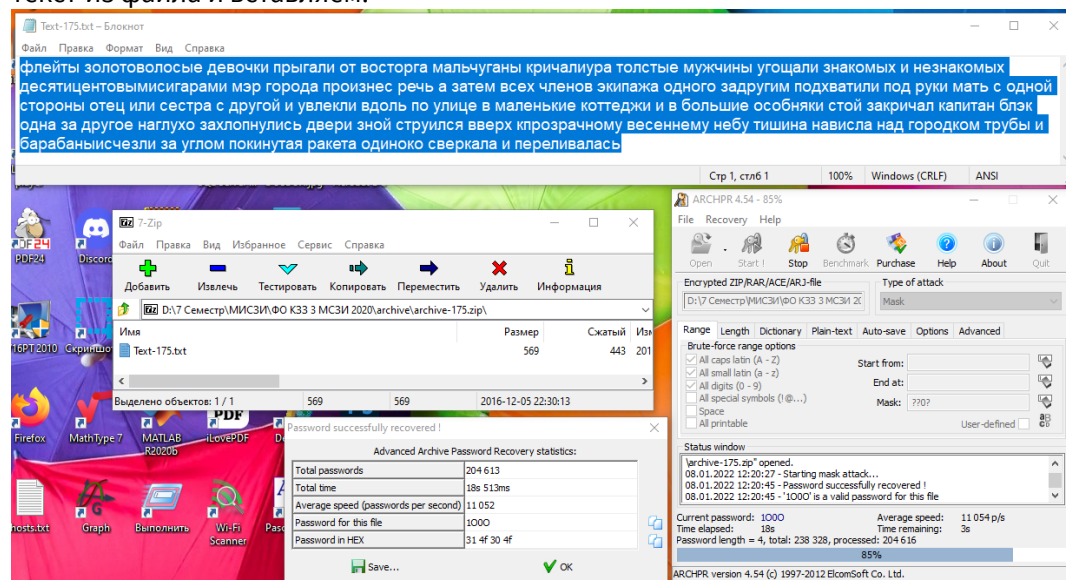 текст из файла и вставляем.
Text-175.txt – Блокнот
Файл Правка Формат Вид Справка
флейты золотоволосые девочки прыгали от восторга мальчуганы кричалиура толстые мужчины угощали знакомых и незнакомых
десятицентовымисигарами мэр города произнес речь а затем всех членов экипажа одного задругим подхватили под руки мать с одной
стороны отец или сестра с другой и увлекли вдоль по улице в маленькие коттеджи и в большие особняки стой закричал капитан блэк
одна за другое наглухо захлопнулись двери зной струился вверх кпрозрачному весеннему небу тишина нависла над городком трубы и
барабаныисчезли за углом покинутая ракета одиноко сверкала и переливалась
Стр 1, стлб 1 100% Windows (CRLF) ANSI
PDF24
Discord
16PT2010
Firefox
MathType 7
MATLAB R2020b
iLovePDF
hosts.txt
Graph
Выполнить
Wi-Fi Scanner
7-Zip
Файл Правка Вид Избранное Сервис Справка
Добавить Извлечь Тестировать Копировать Переместить Удалить Информация
D:\7 Семестр\МИСЗИ\ФО КЗЗ 3 МСЗИ 2020\archive\archive-175.zip\
Имя Размер Сжатый
Text-175.txt 569 443 201
Выделено объектов: 1 / 1 569 569 2016-12-05 22:30:13
Password successfully recovered !
Advanced Archive Password Recovery statistics:
Total passwords 204 613
Total time 18s 513ms
Average speed (passwords per second) 11 052
Password for this file 1O0O
Password in HEX 31 4f 30 4f
Save... OK
ARCHPR 4.54 - 85%
File Recovery Help
Open Start ! Stop Benchmark Purchase Help About Quit
Encrypted ZIP/RAR/ACE/ARJ-file
Type of attack
D:\7 Семестр\МИСЗИ\ФО КЗЗ 3 МСЗИ 2(
Mask
Range Length Dictionary Plain-text Auto-save Options Advanced
Brute-force range options
All caps latin (A - Z)
All small latin (a - z)
All digits (0 - 9)
All special symbols (!@...)
Space
All printable
Start from:
End at:
Mask: ??0?
User-defined
Status window
\archive-175.zip" opened.
08.01.2022 12:20:27 - Starting mask attack...
08.01.2022 12:20:45 - Password successfully recovered !
08.01.2022 12:20:45 - '1O0O' is a valid password for this file
Current password: 1O0O Average speed: 11 054 p/s
Time elapsed: 18s Time remaining: 3s
Password length = 4, total: 238 328, processed: 204 616
85%
ARCHPR version 4.54 (c) 1997-2012 ElcomSoft Co. Ltd.